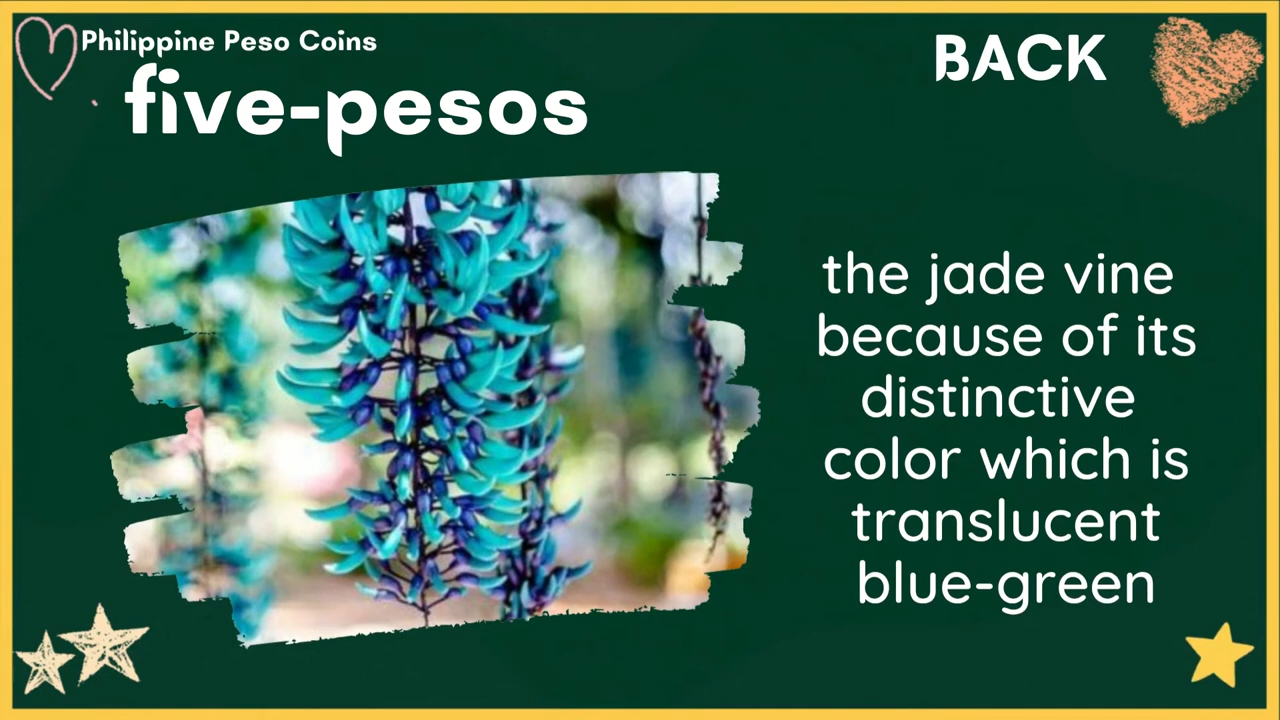 Philippine Peso Coins
five-pesos
BACK
the jade vine
because of its
distinctive
color which is
translucent
blue-green